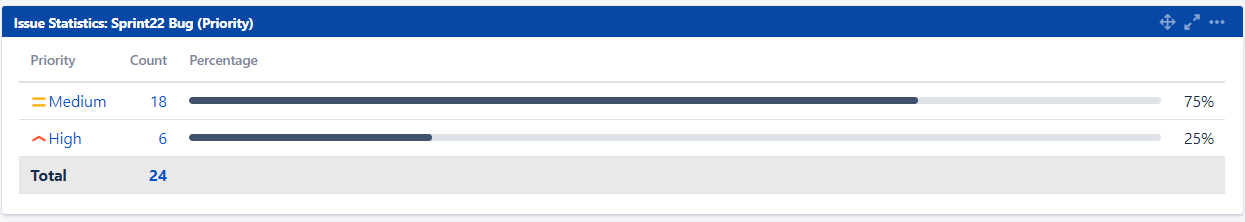 Issue Statistics: Sprint22 Bug (Priority)
Priority Count Percentage
Medium 18 75%
High 6 25%
Total 24